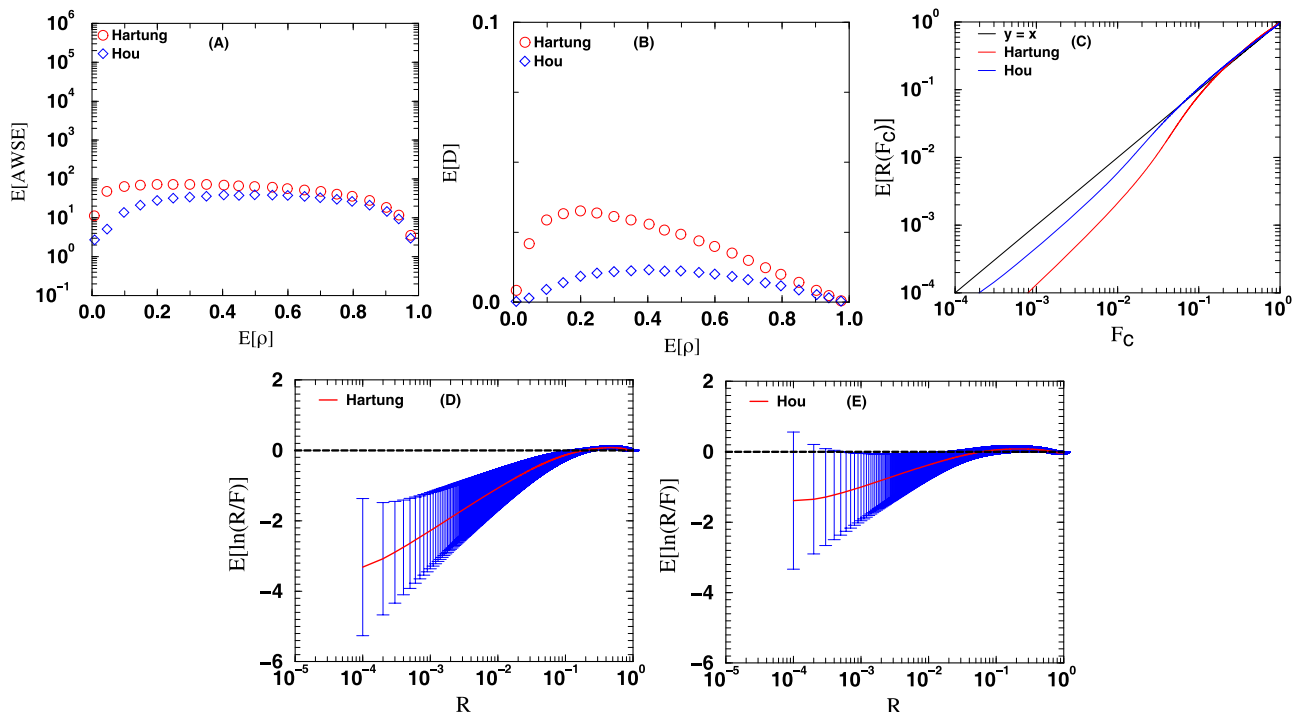 (A)
Hartung
Hou
E[AWSE]
10^6
10^5
10^4
10^3
10^2
10^1
10^0
10^-1
0.0 0.2 0.4 0.6 0.8 1.0
E[ρ]
(B)
Hartung
Hou
E[D]
0.1
0.0
0.0 0.2 0.4 0.6 0.8 1.0
E[ρ]
(C)
y = x
Hartung
Hou
E[R(F_C)]
10^0
10^-1
10^-2
10^-3
10^-4
10^-4 10^-3 10^-2 10^-1 10^0
F_C
Hartung (D)
E[ln(R/F)]
2
0
−2
−4
−6
10^-5 10^-4 10^-3 10^-2 10^-1 10^0
R
Hou (E)
E[ln(R/F)]
2
0
−2
−4
−6
10^-5 10^-4 10^-3 10^-2 10^-1 10^0
R